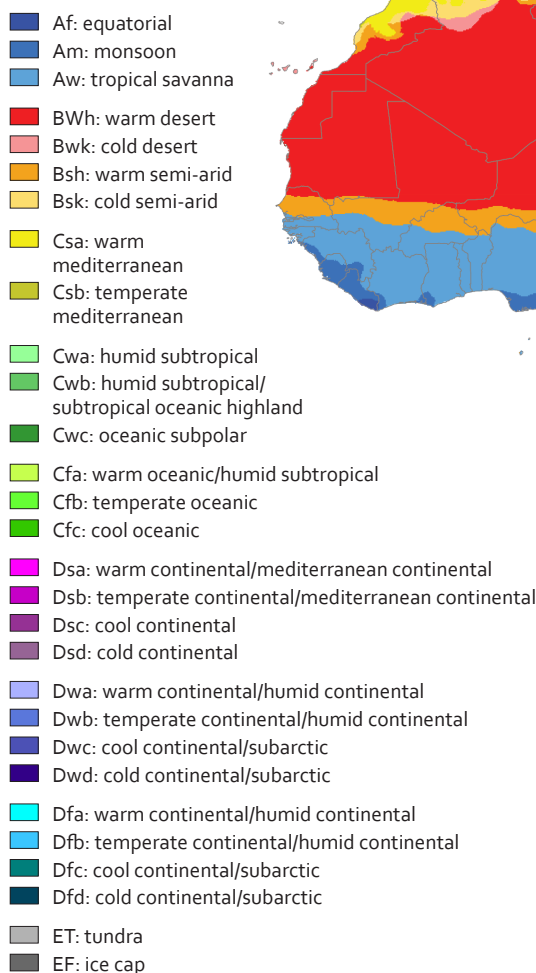 Af: equatorial
Am: monsoon
Aw: tropical savanna
BWh: warm desert
Bwk: cold desert
Bsh: warm semi-arid
Bsk: cold semi-arid
Csa: warm
mediterranean
Csb: temperate
mediterranean
Cwa: humid subtropical
Cwb: humid subtropical/
subtropical oceanic highland
Cwc: oceanic subpolar
Cfa: warm oceanic/humid subtropical
Cfb: temperate oceanic
Cfc: cool oceanic
Dsa: warm continental/mediterranean continental
Dsb: temperate continental/mediterranean continental
Dsc: cool continental
Dsd: cold continental
Dwa: warm continental/humid continental
Dwb: temperate continental/humid continental
Dwc: cool continental/subarctic
Dwd: cold continental/subarctic
Dfa: warm continental/humid continental
Dfb: temperate continental/humid continental
Dfc: cool continental/subarctic
Dfd: cold continental/subarctic
ET: tundra
EF: ice cap